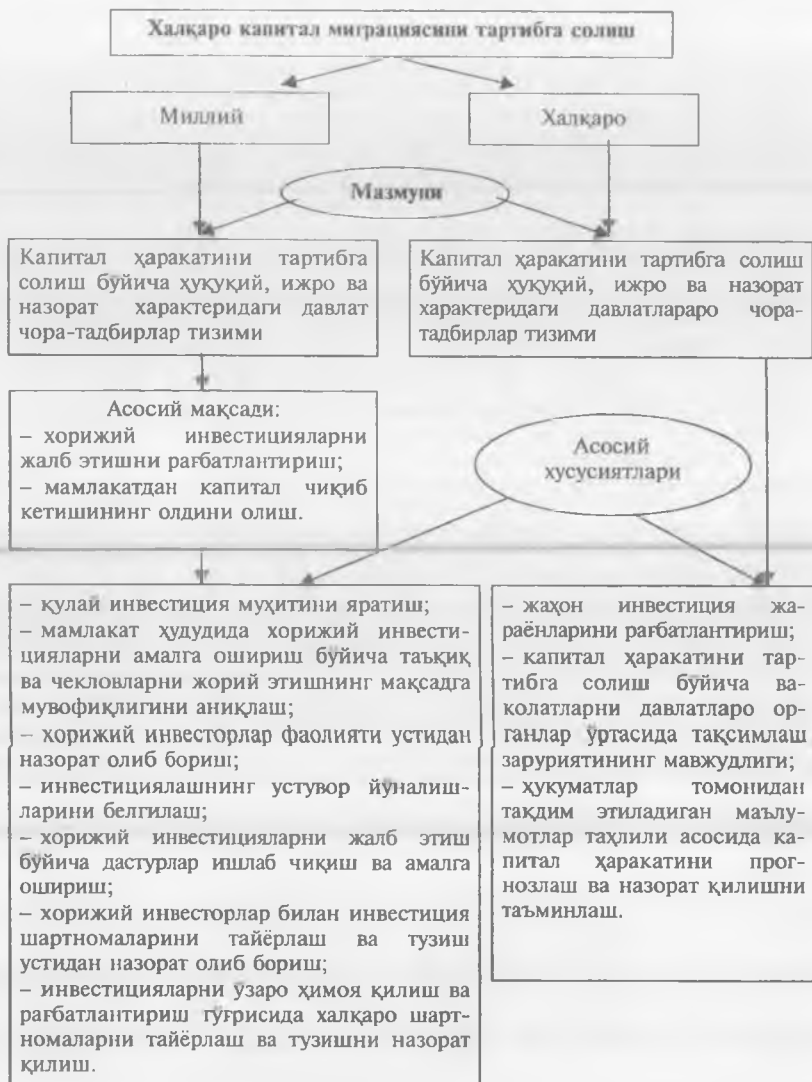 Халқаро капитал миграциясини тартибга солиш
Миллий
Халқаро
Мазмуни
Капитал ҳаракатини тартибга
солиш бўйича ҳуқуқий, ижро ва
назорат характеридаги давлат
чора-тадбирлар тизими
Капитал ҳаракатини тартибга солиш
бўйича ҳуқуқий, ижро ва назорат
характеридаги давлатлараро чора-
тадбирлар тизими
Асосий мақсади:
– хорижий инвестицияларни
жалб этишни рағбатлантириш;
– мамлакатдан капитал чиқиб
кетишининг олдини олиш.
Асосий
хусусиятлари
– қулай инвестиция муҳитини яратиш;
– мамлакат ҳудудида хорижий инвести-
цияларни амалга ошириш бўйича таъқиқ
ва чекловларни жорий этишнинг мақсадга
мувофиқлигини аниқлаш;
– хорижий инвесторлар фаолияти устидан
назорат олиб бориш;
– инвестициялашнинг устувор йўналиш-
ларини белгилаш;
– хорижий инвестицияларни жалб этиш
бўйича дастурлар ишлаб чиқиш ва амалга
ошириш;
– хорижий инвесторлар билан инвестиция
шартномаларини тайёрлаш ва тузиш
устидан назорат олиб бориш;
– инвестицияларни ўзаро ҳимоя қилиш ва
рағбатлантириш тўғрисида халқаро шарт-
номаларни тайёрлаш ва тузишни назорат
қилиш.
– жаҳон инвестиция жа-
раёнларини рағбатлантириш;
– капитал ҳаракатини тар-
тибга солиш бўйича ва-
колатларни давлатларо ор-
ганлар ўртасида тақсимлаш
заруриятининг мавжудлиги;
– ҳукуматлар томонидан
тақдим этиладиган маълу-
мотлар таҳлили асосида ка-
питал ҳаракатини прог-
нозлаш ва назорат қилишни
таъминлаш.